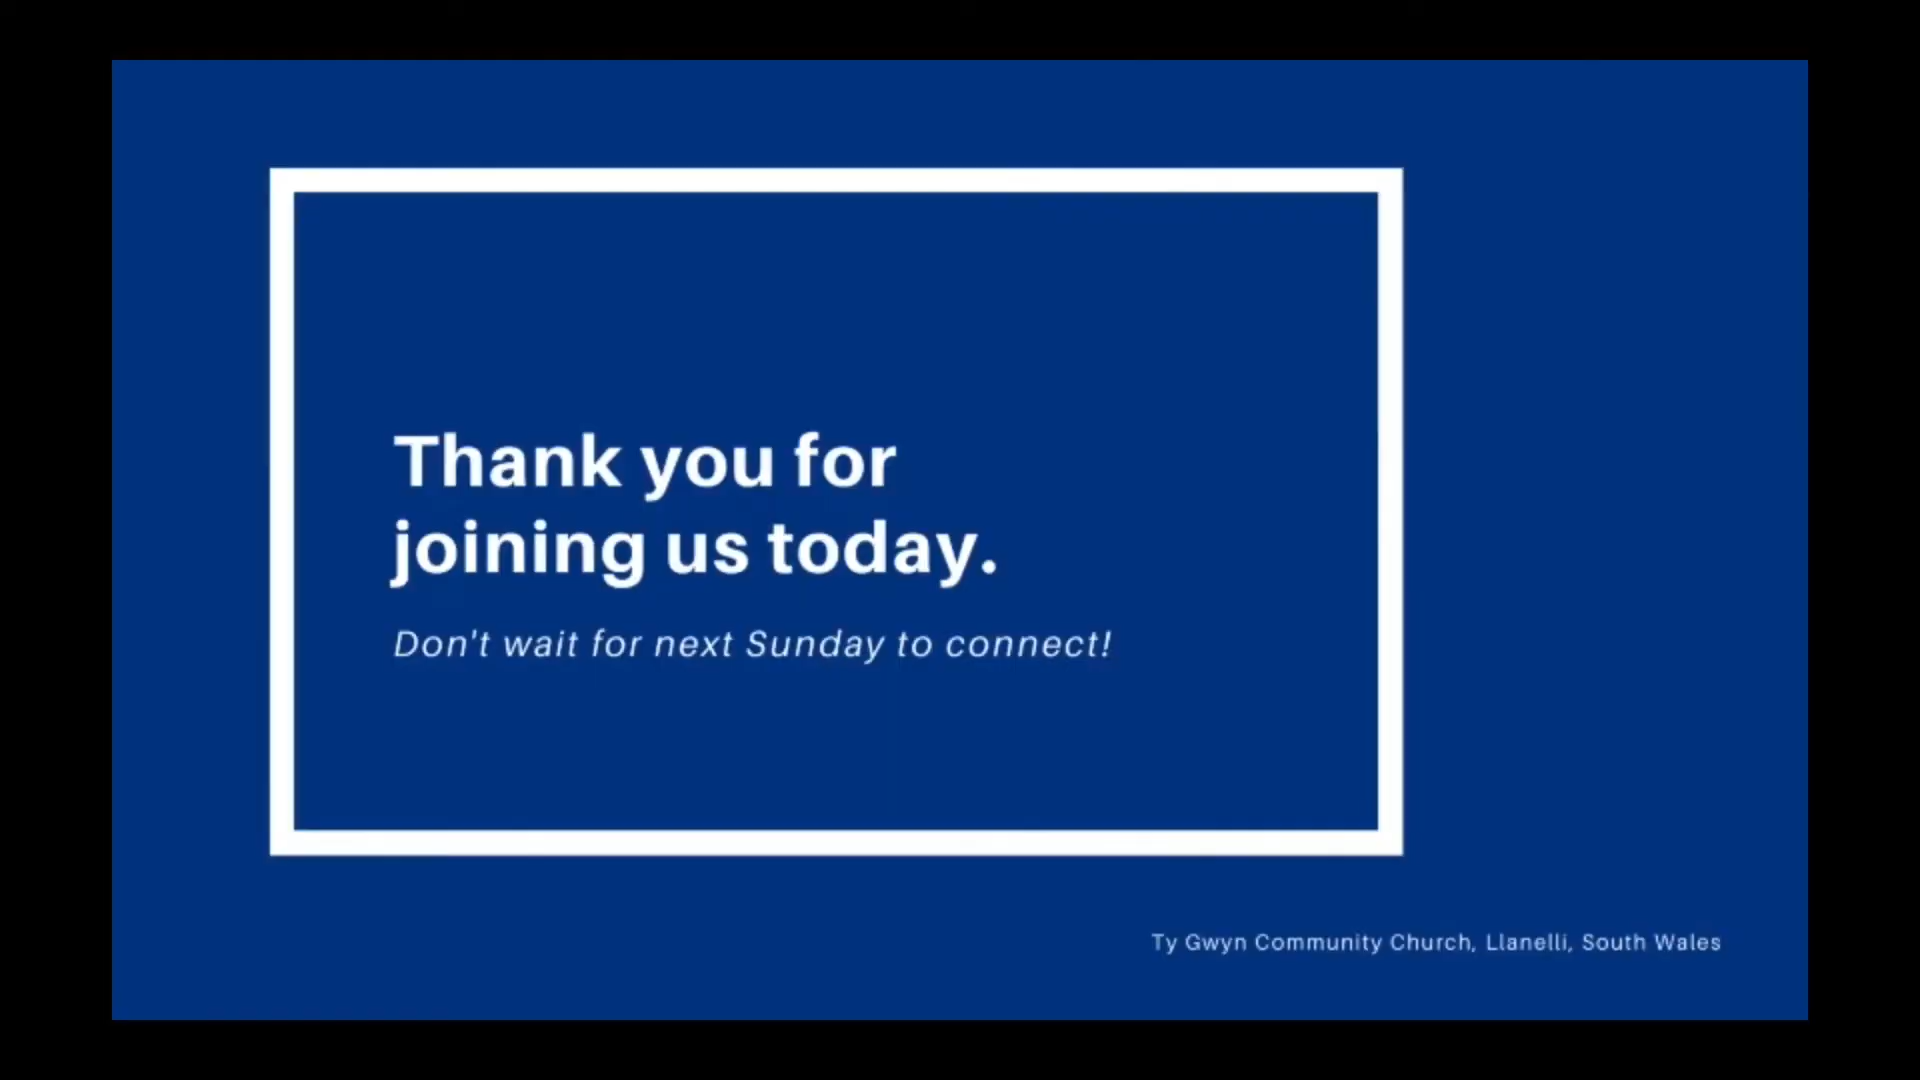 Thank you for
joining us today.
Don't wait for next Sunday to connect!
Ty Gwyn Community Church, Llanelli, South Wales